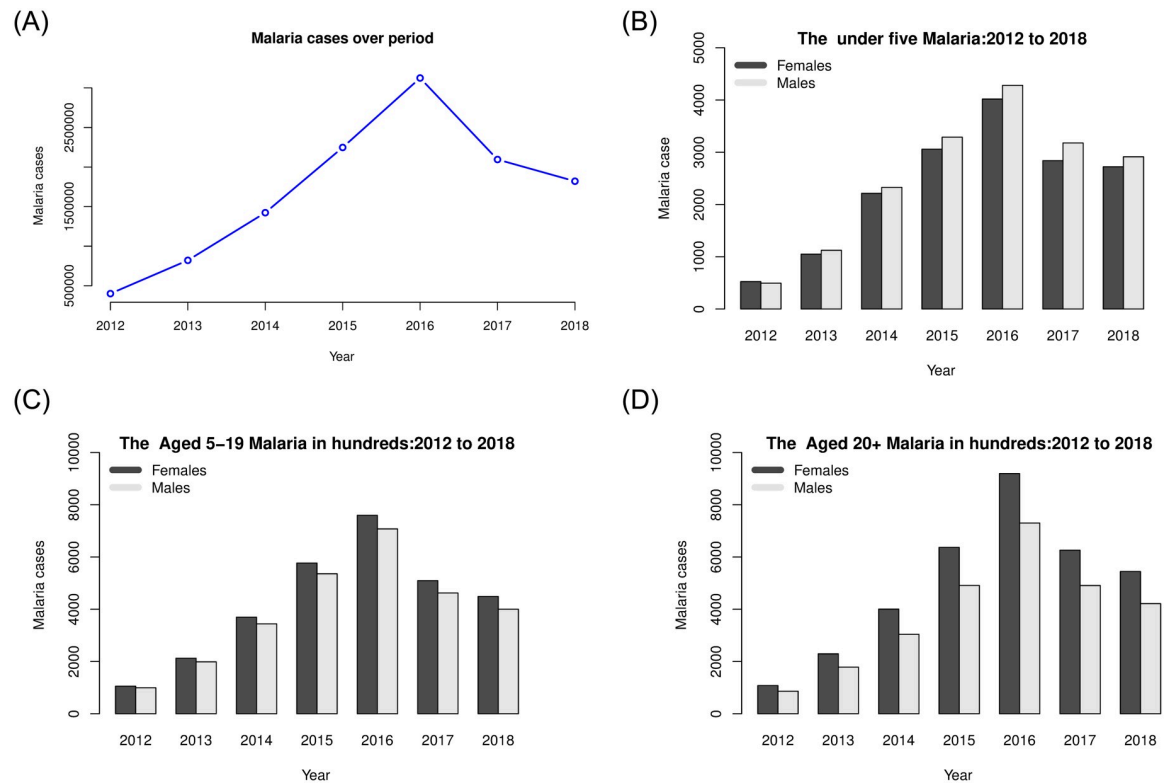 (A)
Malaria cases over period
Malaria cases
500000 1500000 2500000
2012 2013 2014 2015 2016 2017 2018
Year
(B)
The under five Malaria:2012 to 2018
Females
Males
Malaria case
0 1000 2000 3000 4000 5000
2012 2013 2014 2015 2016 2017 2018
Year
(C)
The Aged 5–19 Malaria in hundreds:2012 to 2018
Females
Males
Malaria cases
0 2000 4000 6000 8000 10000
2012 2013 2014 2015 2016 2017 2018
Year
(D)
The Aged 20+ Malaria in hundreds:2012 to 2018
Females
Males
Malaria cases
0 2000 4000 6000 8000 10000
2012 2013 2014 2015 2016 2017 2018
Year